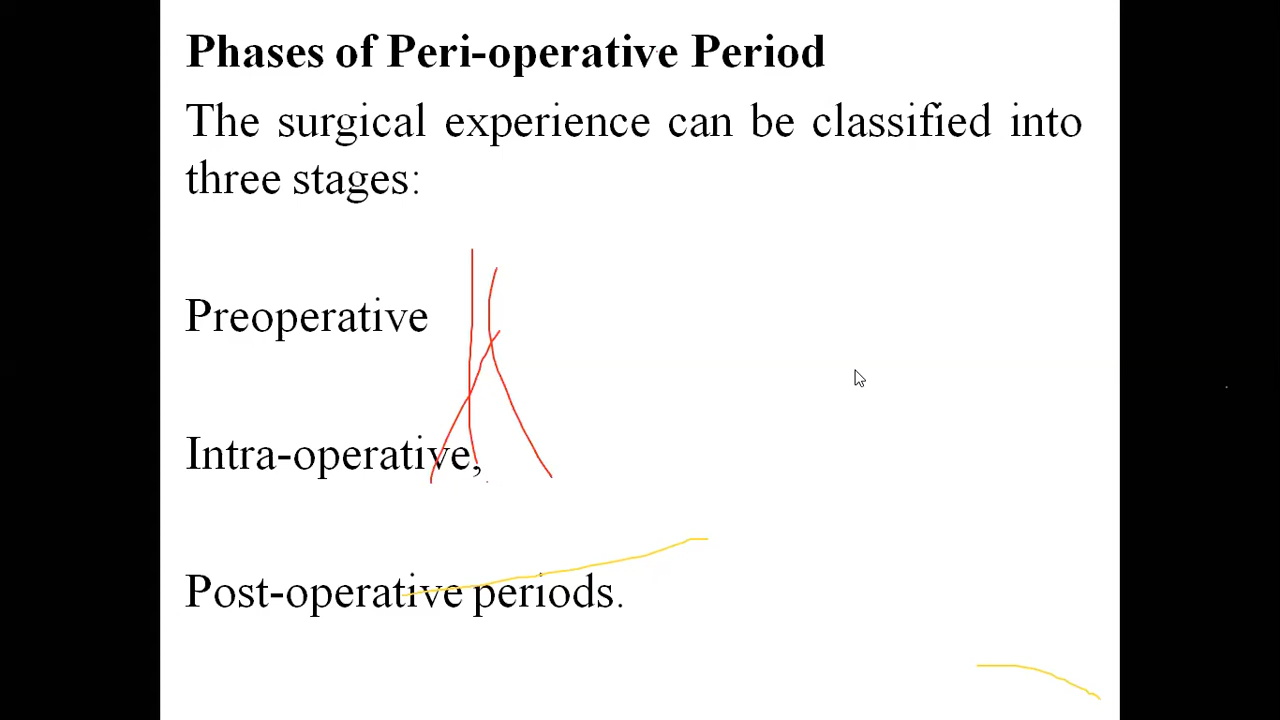 Phases of Peri-operative Period
The surgical experience can be classified into
three stages:
Preoperative
Intra-operative,
Post-operative periods.